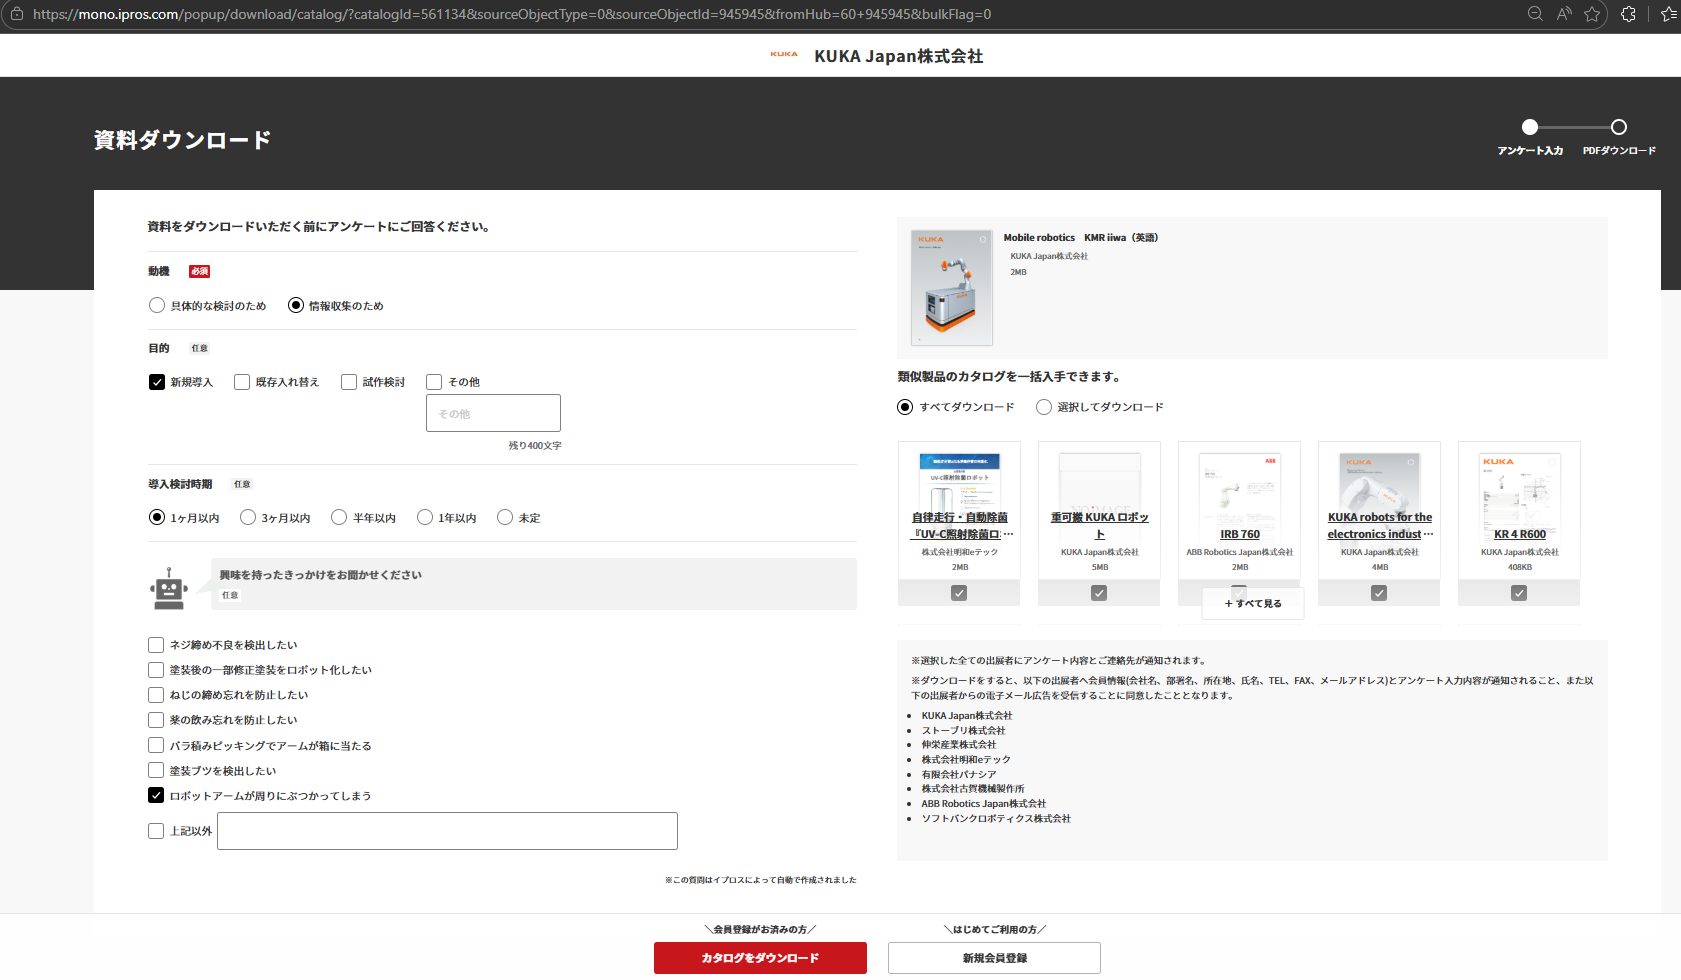 https://mono.ipros.com/popup/download/catalog/?catalogId=561134&sourceObjectType=0&sourceObjectId=945945&fromHub=60+945945&bulkFlag=0
KUKA KUKA Japan株式会社
資料ダウンロード
アンケート入力 PDFダウンロード
資料をダウンロードいただく前にアンケートにご回答ください。
動機 必須
具体的な検討のため 情報収集のため
目的 任意
新規導入 既存入れ替え 試作検討 その他
その他
残り400文字
導入検討時期 任意
1ヶ月以内 3ヶ月以内 半年以内 1年以内 未定
興味を持ったきっかけをお聞かせください
任意
ネジ締め不良を検出したい
塗装後の一部修正塗装をロボット化したい
ねじの締め忘れを防止したい
薬の飲み忘れを防止したい
バラ積みピッキングでアームが箱に当たる
塗装ブツを検出したい
ロボットアームが周りにぶつかってしまう
上記以外
※この質問はイプロスによって自動で作成されました
KUKA
Mobile robotics　KMR iiwa（英語）
KUKA Japan株式会社
2MB
類似製品のカタログを一括入手できます。
すべてダウンロード 選択してダウンロード
UV-C照射除菌ロボット
自律走行・自動除菌
『UV-C照射除菌ロ…
株式会社明和eテック
2MB
重可搬 KUKA ロボッ
ト
KUKA Japan株式会社
5MB
ABB
IRB 760
ABB Robotics Japan株式会社
2MB
KUKA
KUKA robots for the
electronics indust…
KUKA Japan株式会社
4MB
KUKA
KR 4 R600
KUKA Japan株式会社
408KB
+ すべて見る
※選択した全ての出展者にアンケート内容とご連絡先が通知されます。
※ダウンロードをすると、以下の出展者へ会員情報(会社名、部署名、所在地、氏名、TEL、FAX、メールアドレス)とアンケート入力内容が通知されること、また以
下の出展者からの電子メール広告を受信することに同意したこととなります。
KUKA Japan株式会社
ストーブリ株式会社
伸栄産業株式会社
株式会社明和eテック
有限会社パナシア
株式会社古賀機械製作所
ABB Robotics Japan株式会社
ソフトバンクロボティクス株式会社
＼会員登録がお済みの方／
カタログをダウンロード
＼はじめてご利用の方／
新規会員登録